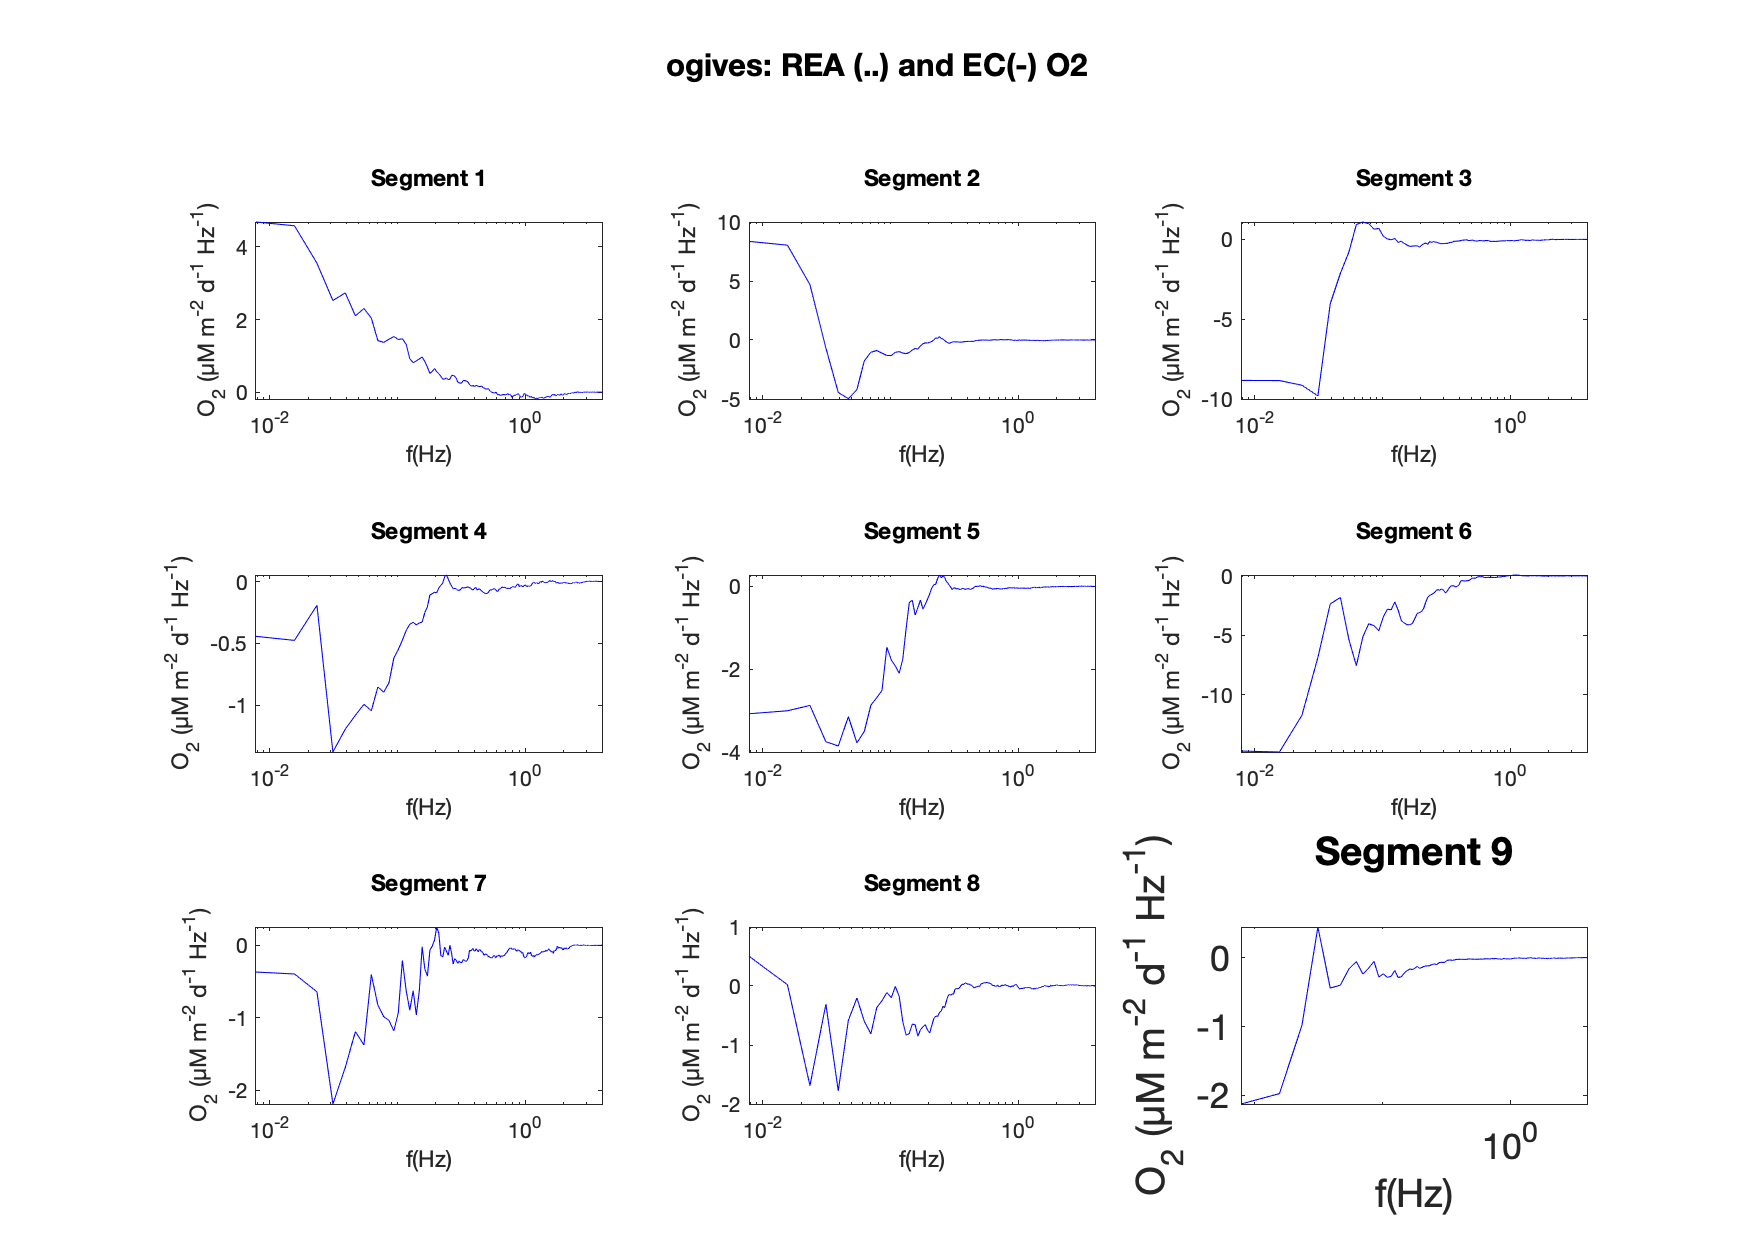 ogives: REA (..) and EC(-) O2
Segment 1
O₂ (µM m⁻² d⁻¹ Hz⁻¹)
4
2
0
10⁻² 10⁰
f(Hz)
Segment 2
O₂ (µM m⁻² d⁻¹ Hz⁻¹)
10
5
0
-5
10⁻² 10⁰
f(Hz)
Segment 3
O₂ (µM m⁻² d⁻¹ Hz⁻¹)
0
-5
-10
10⁻² 10⁰
f(Hz)
Segment 4
O₂ (µM m⁻² d⁻¹ Hz⁻¹)
0
-0.5
-1
10⁻² 10⁰
f(Hz)
Segment 5
O₂ (µM m⁻² d⁻¹ Hz⁻¹)
0
-2
-4
10⁻² 10⁰
f(Hz)
Segment 6
O₂ (µM m⁻² d⁻¹ Hz⁻¹)
0
-5
-10
10⁻² 10⁰
f(Hz)
Segment 7
O₂ (µM m⁻² d⁻¹ Hz⁻¹)
0
-1
-2
10⁻² 10⁰
f(Hz)
Segment 8
O₂ (µM m⁻² d⁻¹ Hz⁻¹)
1
0
-1
-2
10⁻² 10⁰
f(Hz)
Segment 9
O₂ (µM m⁻² d⁻¹ Hz⁻¹)
0
-1
-2
10⁰
f(Hz)